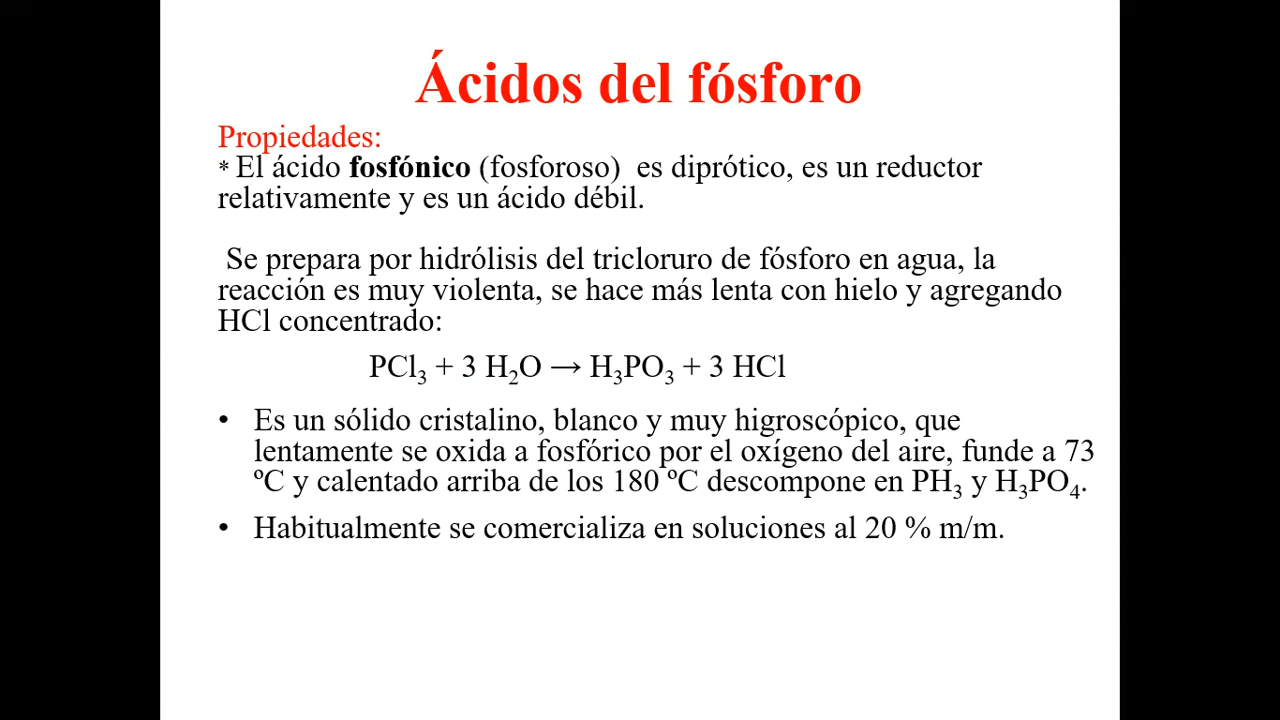 Ácidos del fósforo
Propiedades:
* El ácido fosfónico (fosforoso)  es diprótico, es un reductor
relativamente y es un ácido débil.
Se prepara por hidrólisis del tricloruro de fósforo en agua, la
reacción es muy violenta, se hace más lenta con hielo y agregando
HCl concentrado:
PCl₃ + 3 H₂O → H₃PO₃ + 3 HCl
• Es un sólido cristalino, blanco y muy higroscópico, que
lentamente se oxida a fosfórico por el oxígeno del aire, funde a 73
ºC y calentado arriba de los 180 ºC descompone en PH₃ y H₃PO₄.
• Habitualmente se comercializa en soluciones al 20 % m/m.